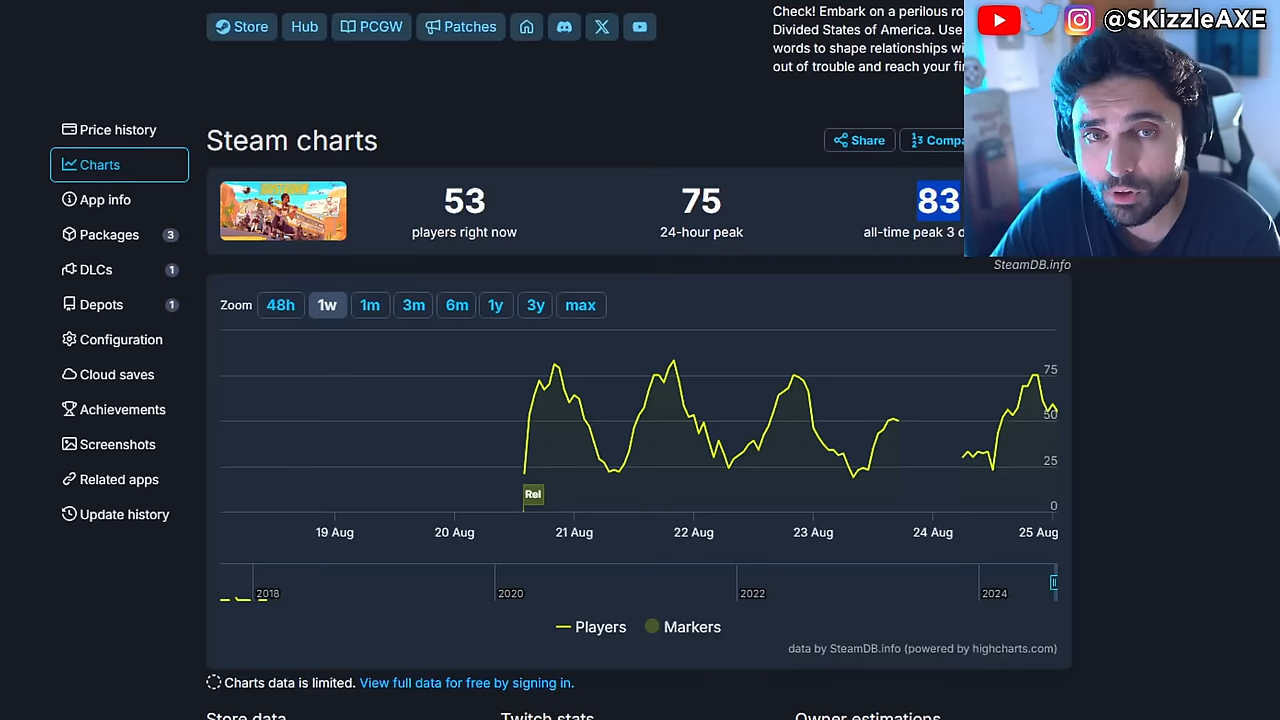 Store
Hub
PCGW
Patches
Check! Embark on a perilous ro
Divided States of America. Use
words to shape relationships wi
out of trouble and reach your fi
@SKizzleAXE
Price history
Charts
App info
Packages 3
DLCs 1
Depots 1
Configuration
Cloud saves
Achievements
Screenshots
Related apps
Update history
Steam charts
Share
Compa
53
players right now
75
24-hour peak
83
all-time peak 3 d
SteamDB.info
Zoom 48h 1w 1m 3m 6m 1y 3y max
75
50
25
0
Rel
19 Aug 20 Aug 21 Aug 22 Aug 23 Aug 24 Aug 25 Aug
2018 2020 2022 2024
Players Markers
data by SteamDB.info (powered by highcharts.com)
Charts data is limited. View full data for free by signing in.
Store data Twitch stats Owner estimations